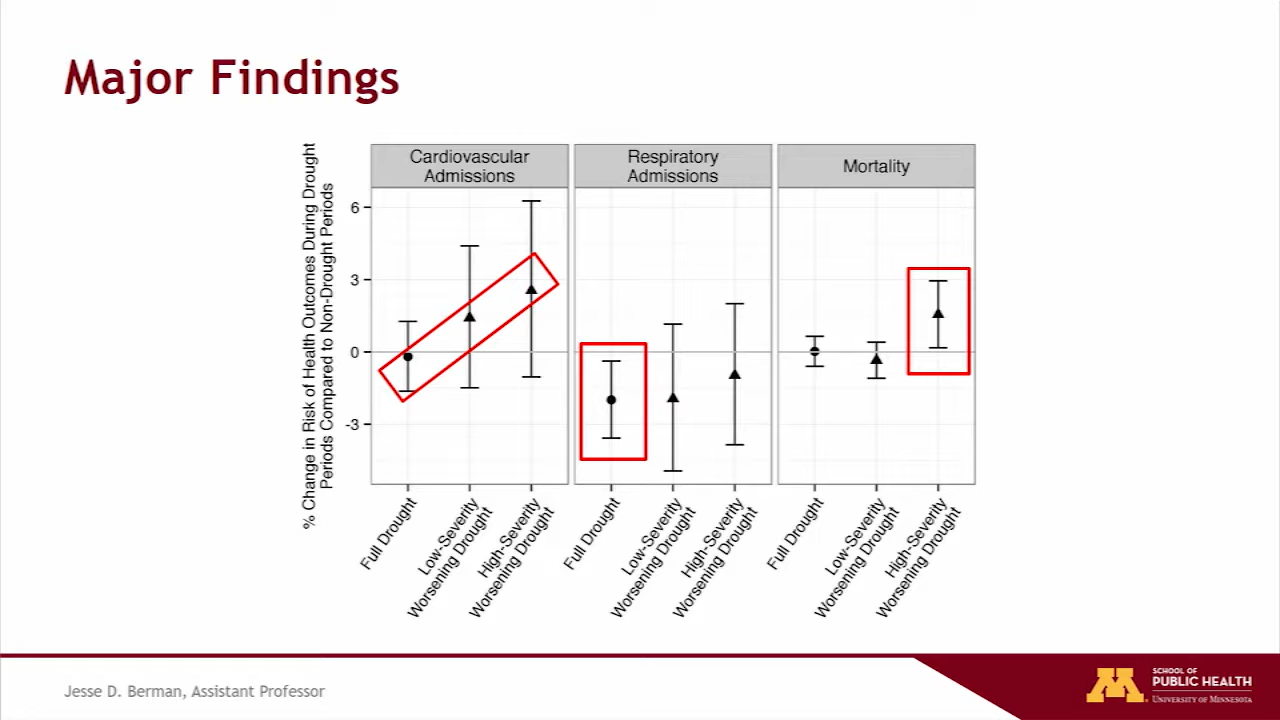 Major Findings
% Change in Risk of Health Outcomes During Drought
Periods Compared to Non-Drought Periods
Cardiovascular
Admissions
Respiratory
Admissions
Mortality
6
3
0
-3
Full Drought
Low-Severity
Worsening Drought
High-Severity
Worsening Drought
Full Drought
Low-Severity
Worsening Drought
High-Severity
Worsening Drought
Full Drought
Low-Severity
Worsening Drought
High-Severity
Worsening Drought
Jesse D. Berman, Assistant Professor
M
SCHOOL OF
PUBLIC HEALTH
UNIVERSITY OF MINNESOTA